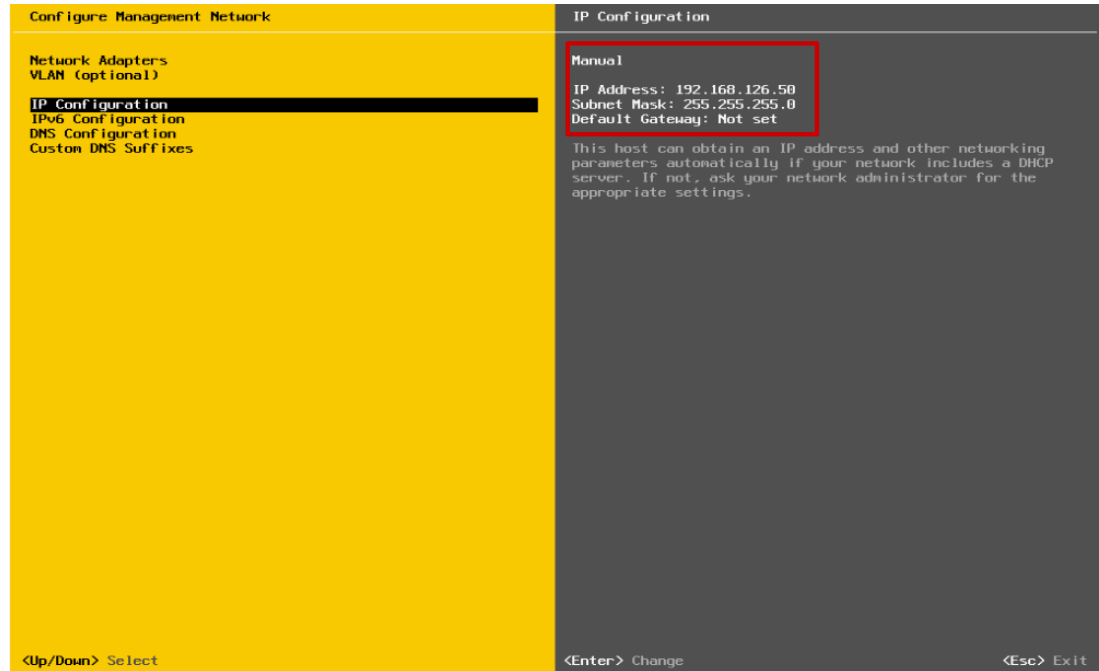 Configure Management Network
Network Adapters
VLAN (optional)
IP Configuration
IPv6 Configuration
DNS Configuration
Custom DNS Suffixes
<Up/Down> Select
IP Configuration
Manual
IP Address: 192.168.126.50
Subnet Mask: 255.255.255.0
Default Gateway: Not set
This host can obtain an IP address and other networking
parameters automatically if your network includes a DHCP
server. If not, ask your network administrator for the
appropriate settings.
<Enter> Change
<Esc> Exit